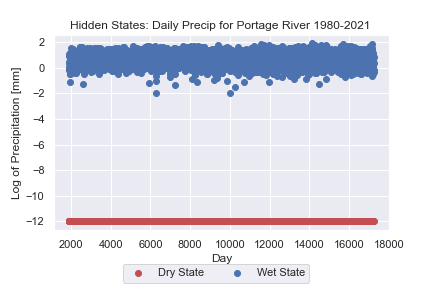 Hidden States: Daily Precip for Portage River 1980-2021
2
0
−2
−4
−6
−8
−10
−12
Log of Precipitation [mm]
2000 4000 6000 8000 10000 12000 14000 16000 18000
Day
Dry State Wet State